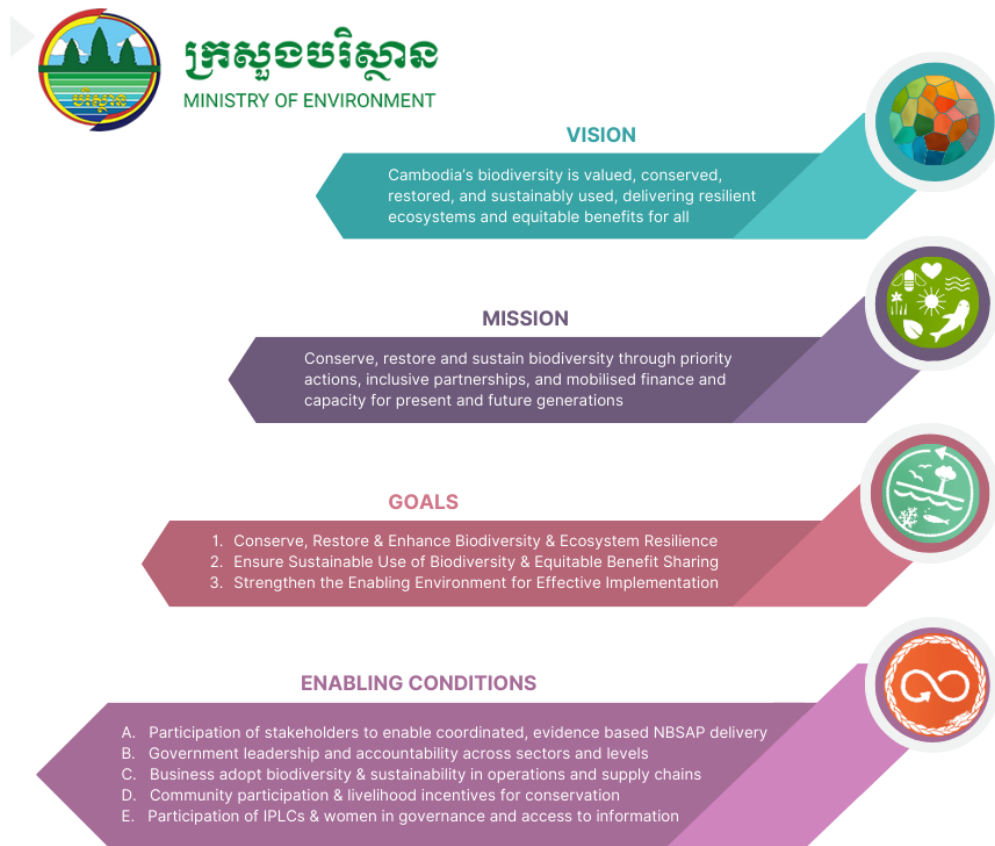 បរិស្ថាន
ក្រសួងបរិស្ថាន
MINISTRY OF ENVIRONMENT
VISION
Cambodia's biodiversity is valued, conserved,
restored, and sustainably used, delivering resilient
ecosystems and equitable benefits for all
MISSION
Conserve, restore and sustain biodiversity through priority
actions, inclusive partnerships, and mobilised finance and
capacity for present and future generations
GOALS
1. Conserve, Restore & Enhance Biodiversity & Ecosystem Resilience
2. Ensure Sustainable Use of Biodiversity & Equitable Benefit Sharing
3. Strengthen the Enabling Environment for Effective Implementation
ENABLING CONDITIONS
A. Participation of stakeholders to enable coordinated, evidence based NBSAP delivery
B. Government leadership and accountability across sectors and levels
C. Business adopt biodiversity & sustainability in operations and supply chains
D. Community participation & livelihood incentives for conservation
E. Participation of IPLCs & women in governance and access to information